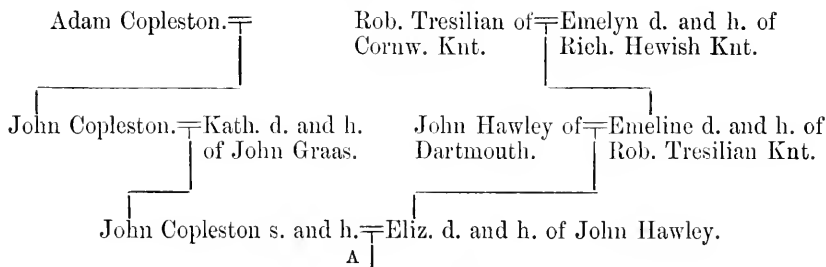 Adam Copleston.
Rob. Tresilian of Emelyn d. and h. of
Cornw. Knt. Rich. Hewish Knt.
John Copleston. Kath. d. and h. John Hawley of Emeline d. and h. of
of John Graas. Dartmouth. Rob. Tresilian Knt.
John Copleston s. and h. Eliz. d. and h. of John Hawley.
A